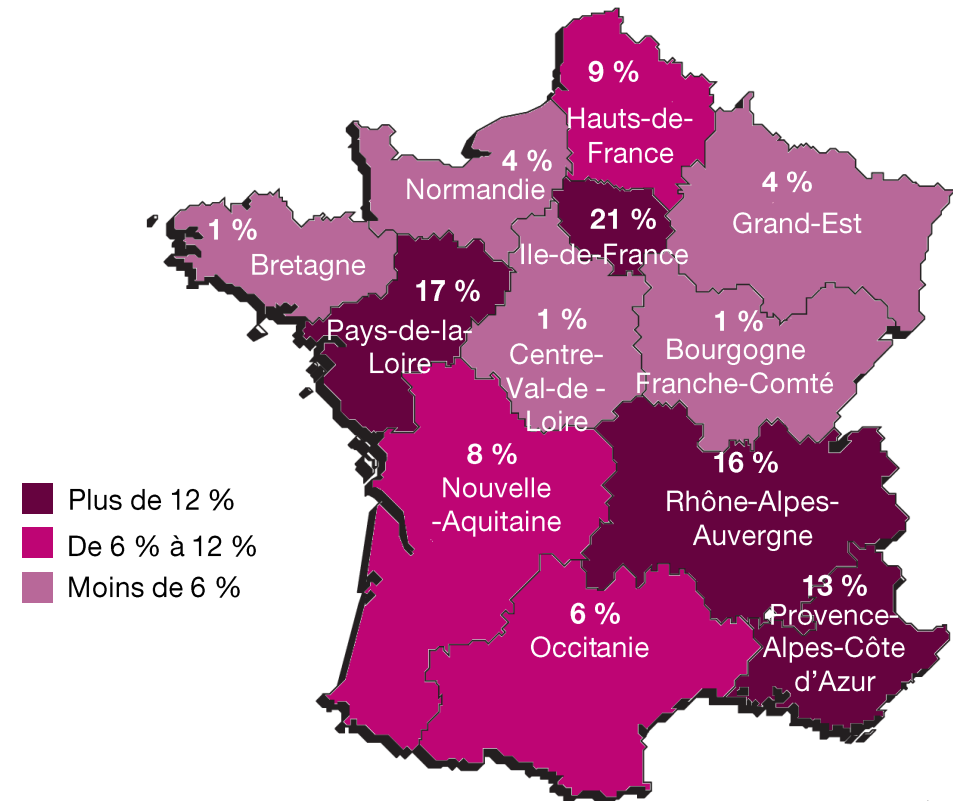 9 %
Hauts-de-
France
4 %
Normandie
4 %
Grand-Est
1 %
Bretagne
21 %
Ile-de-France
17 %
Pays-de-la-
Loire
1 %
Centre-
Val-de -
Loire
1 %
Bourgogne
Franche-Comté
8 %
Nouvelle
-Aquitaine
16 %
Rhône-Alpes-
Auvergne
13 %
Provence-
Alpes-Côte
d’Azur
6 %
Occitanie
Plus de 12 %
De 6 % à 12 %
Moins de 6 %